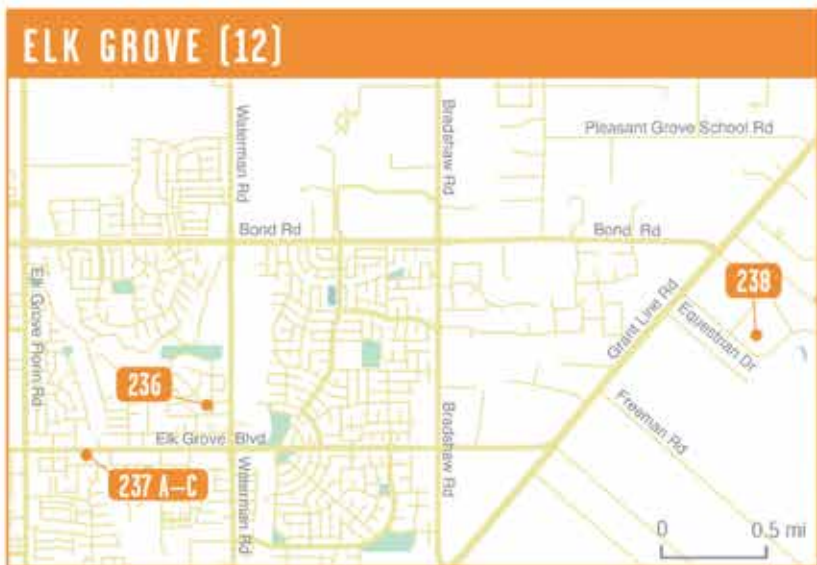 ELK GROVE (12)
Pleasant Grove School Rd
Waterman Rd
Bradshaw Rd
Bond Rd
Bond Rd
Elk Grove Florin Rd
238
Grant Line Rd
Equestrian Dr
236
Freeman Rd
Elk Grove Blvd
237 A–C
Waterman Rd
Bradshaw Rd
0 0.5 mi